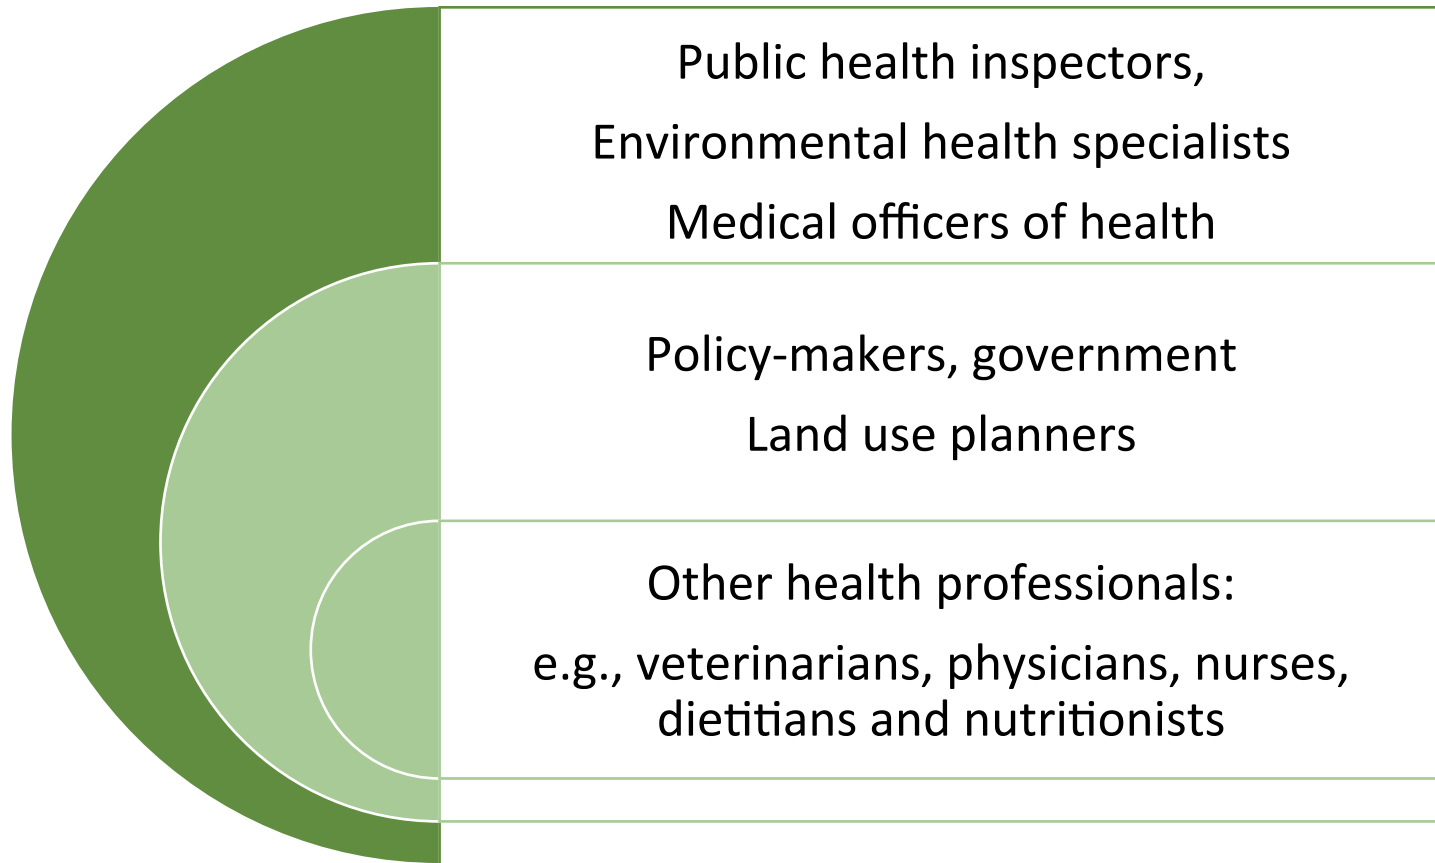 Public health inspectors,
Environmental health specialists
Medical officers of health
Policy-makers, government
Land use planners
Other health professionals:
e.g., veterinarians, physicians, nurses,
dietitians and nutritionists